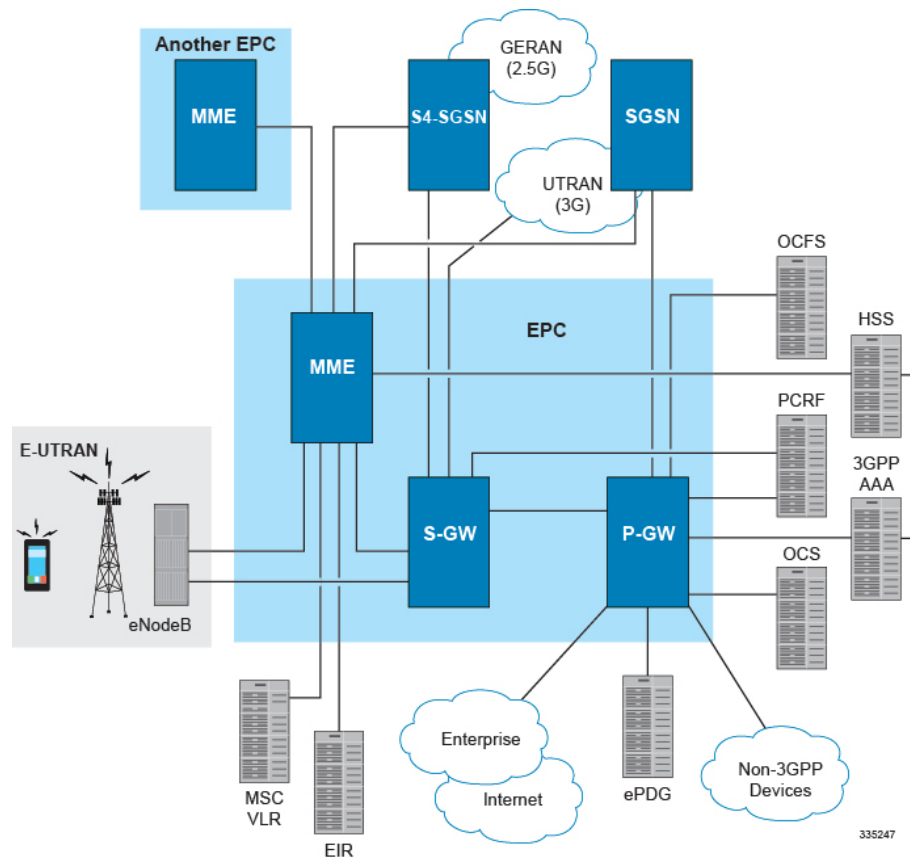 Another EPC
MME
GERAN
(2.5G)
S4-SGSN
SGSN
UTRAN
(3G)
OCFS
EPC
HSS
MME
PCRF
E-UTRAN
3GPP
AAA
S-GW
P-GW
OCS
eNodeB
Enterprise
Internet
ePDG
Non-3GPP
Devices
MSC
VLR
EIR
335247